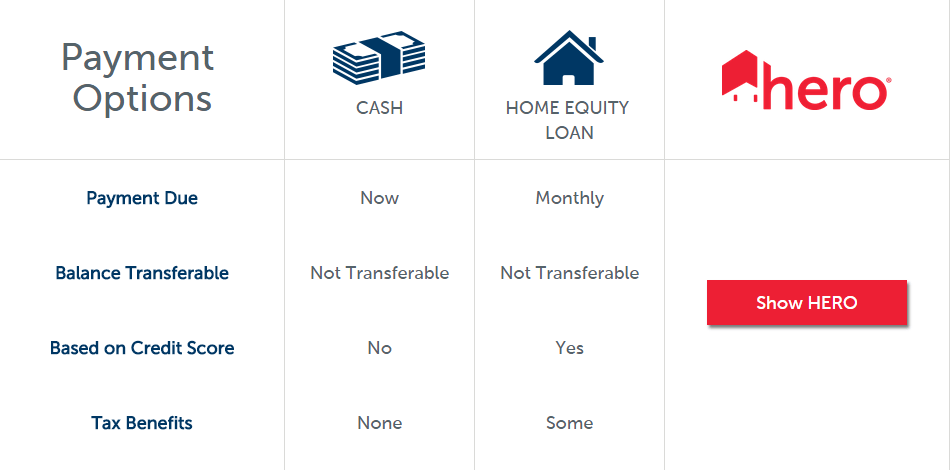 Payment
Options
CASH
HOME EQUITY
LOAN
hero®
Payment Due
Now
Monthly
Balance Transferable
Not Transferable
Not Transferable
Show HERO
Based on Credit Score
No
Yes
Tax Benefits
None
Some